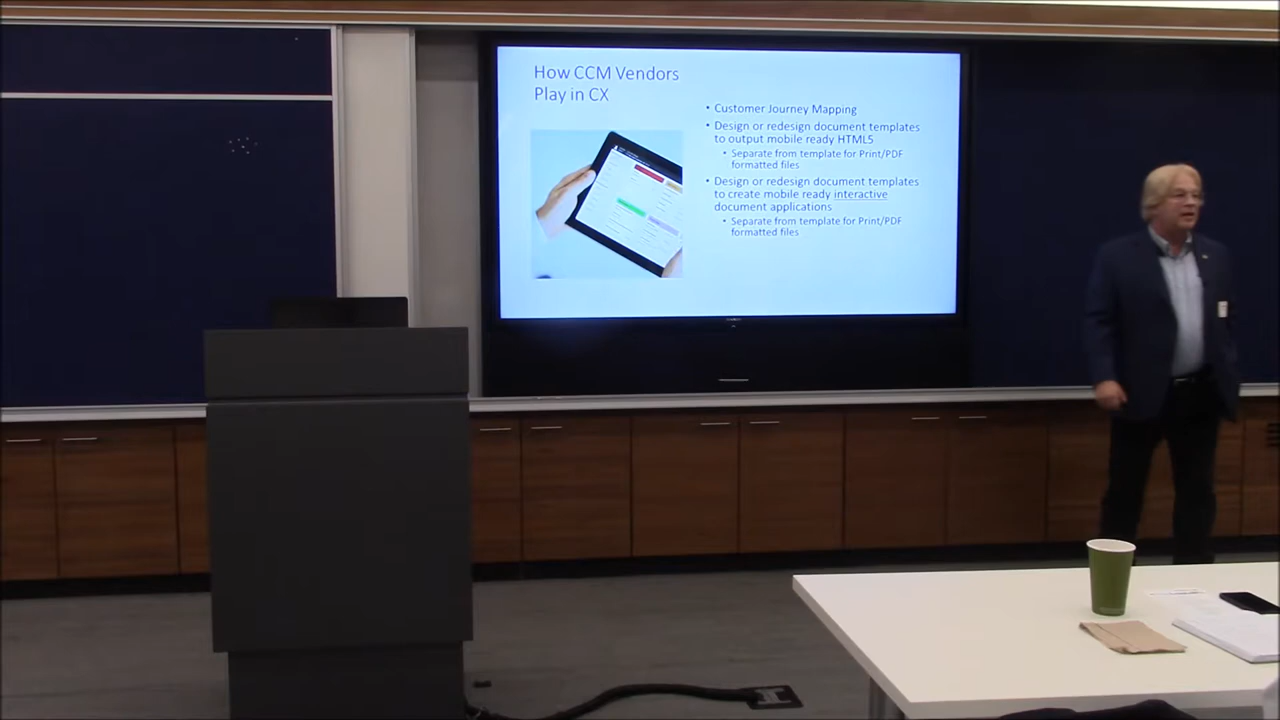 How CCM Vendors
Play in CX
• Customer Journey Mapping
• Design or redesign document templates
to output mobile ready HTML5
• Separate from template for Print/PDF
formatted files
• Design or redesign document templates
to create mobile ready interactive
document applications
• Separate from template for Print/PDF
formatted files